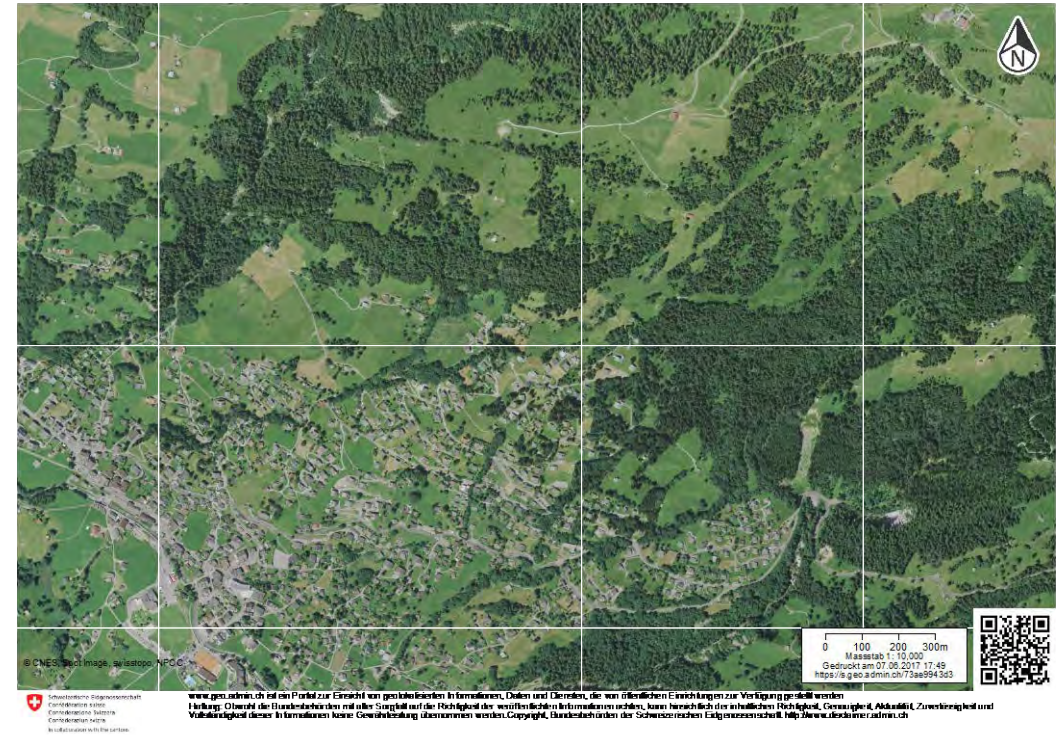 N
© CNES, Spot Image, swisstopo, NPOC
0 100 200 300m
Massstab 1: 10,000
Gedruckt am 07.06.2017 17:49
https://s.geo.admin.ch/73ae9943d3
Schweizerische Eidgenossenschaft
Confédération suisse
Confederazione Svizzera
Confederaziun svizra
In collaboration with the cantons
www.geo.admin.ch ist ein Portal zur Einsicht von geolokalisierten Informationen, Daten und Diensten, die von öffentlichen Einrichtungen zur Verfügung gestellt werden
Haftung: Obwohl die Bundesbehörden mit aller Sorgfalt auf die Richtigkeit der veröffentlichten Informationen achten, kann hinsichtlich der inhaltlichen Richtigkeit, Genauigkeit, Aktualität, Zuverlässigkeit und
Vollständigkeit dieser Informationen keine Gewährleistung übernommen werden.Copyright, Bundesbehörden der Schweizerischen Eidgenossenschaft. http://www.disclaimer.admin.ch